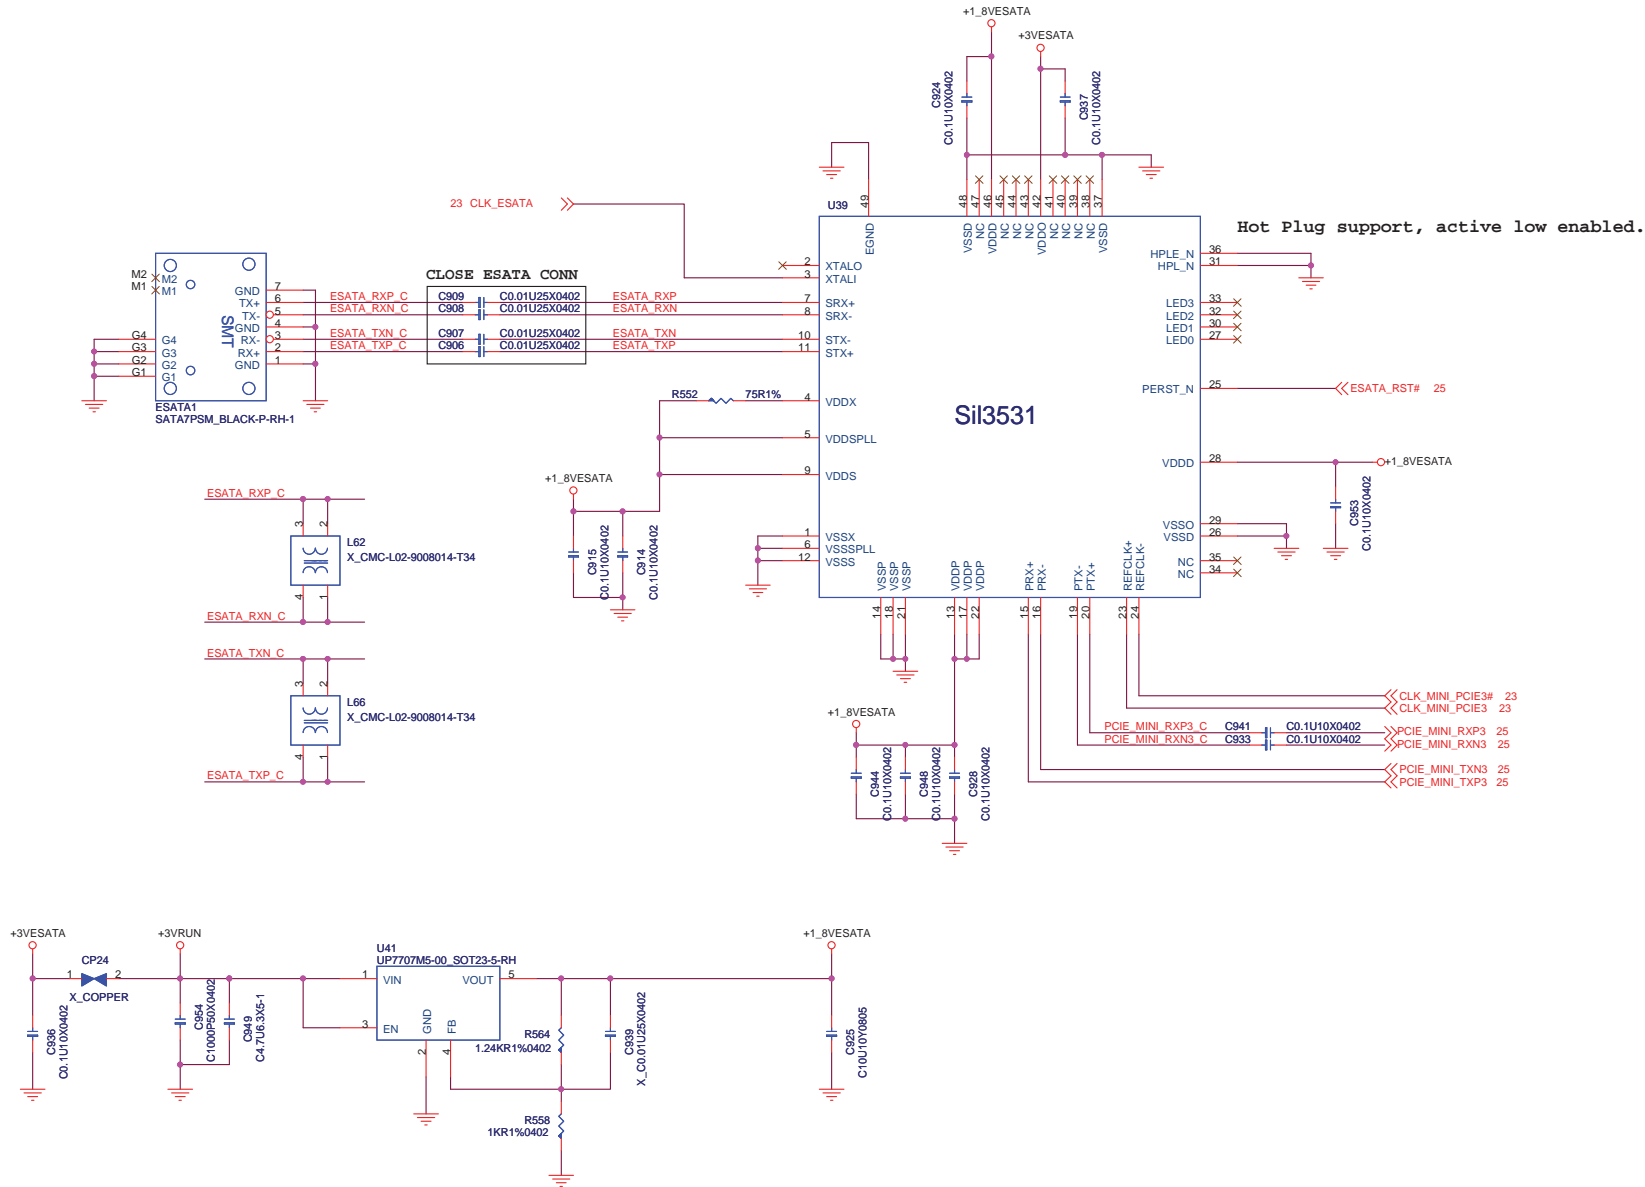 +1_8VESATA
+3VESATA
C924
C0.1U10X0402
C937
C0.1U10X0402
23 CLK_ESATA
U39
49
48
47
46
45
44
43
42
41
40
39
38
37
EGND
VSSD
NC
VDDD
NC
NC
NC
VDDO
NC
NC
NC
NC
VSSD
Hot Plug support, active low enabled.
2 XTALO
3 XTALI
HPLE_N 36
HPL_N 31
CLOSE ESATA CONN
M2 M2
M1 M1
GND 7
TX+ 6
TX- 5
GND 4
RX- 3
RX+ 2
GND 1
SMT
G4 G4
G3 G3
G2 G2
G1 G1
ESATA1
SATA7PSM_BLACK-P-RH-1
ESATA_RXP_C C909 C0.01U25X0402 ESATA_RXP 7 SRX+
ESATA_RXN_C C908 C0.01U25X0402 ESATA_RXN 8 SRX-
ESATA_TXN_C C907 C0.01U25X0402 ESATA_TXN 10 STX-
ESATA_TXP_C C906 C0.01U25X0402 ESATA_TXP 11 STX+
LED3 33
LED2 32
LED1 30
LED0 27
PERST_N 25 ESATA_RST# 25
R552 75R1% 4 VDDX
5 VDDSPLL
9 VDDS
SiI3531
VDDD 28 +1_8VESATA
C953
C0.1U10X0402
+1_8VESATA
C915
C0.1U10X0402
C914
C0.1U10X0402
1 VSSX
6 VSSSPLL
12 VSSS
VSSO 29
VSSD 26
NC 35
NC 34
VSSP
VSSP
VSSP
VDDP
VDDP
VDDP
PRX+
PRX-
PTX-
PTX+
REFCLK+
REFCLK-
14
18
21
13
17
22
15
16
19
20
23
24
ESATA_RXP_C
3
2
L62
X_CMC-L02-9008014-T34
4
1
ESATA_RXN_C
ESATA_TXN_C
3
2
L66
X_CMC-L02-9008014-T34
4
1
ESATA_TXP_C
CLK_MINI_PCIE3# 23
CLK_MINI_PCIE3 23
PCIE_MINI_RXP3_C C941 C0.1U10X0402 PCIE_MINI_RXP3 25
PCIE_MINI_RXN3_C C933 C0.1U10X0402 PCIE_MINI_RXN3 25
PCIE_MINI_TXN3 25
PCIE_MINI_TXP3 25
+1_8VESATA
C944
C0.1U10X0402
C948
C0.1U10X0402
C928
C0.1U10X0402
+3VESATA
+3VRUN
+1_8VESATA
CP24
1 2
X_COPPER
C936
C0.1U10X0402
C954
C1000P50X0402
C949
C4.7U6.3X5-1
U41
UP7707M5-00_SOT23-5-RH
1 VIN
VOUT 5
3 EN
GND
FB
2
4
R564
1.24KR1%0402
C939
X_C0.01U25X0402
C925
C10U10Y0805
R558
1KR1%0402